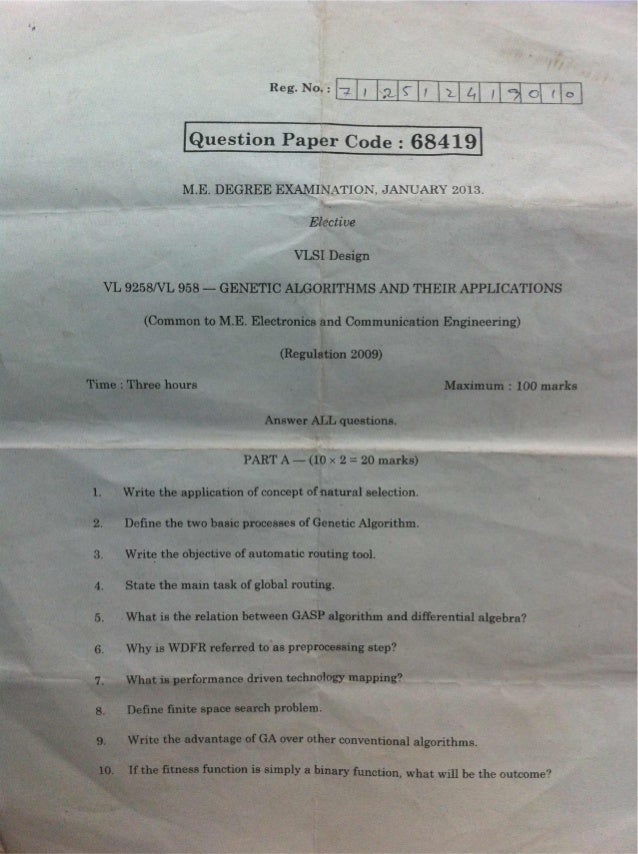 Reg. No. : 7 1 2 5 1 2 4 1 9 0 1 0
Question Paper Code : 68419
M.E. DEGREE EXAMINATION, JANUARY 2013.
Elective
VLSI Design
VL 9258/VL 958 — GENETIC ALGORITHMS AND THEIR APPLICATIONS
(Common to M.E. Electronics and Communication Engineering)
(Regulation 2009)
Time : Three hours Maximum : 100 marks
Answer ALL questions.
PART A — (10 × 2 = 20 marks)
1. Write the application of concept of natural selection.
2. Define the two basic processes of Genetic Algorithm.
3. Write the objective of automatic routing tool.
4. State the main task of global routing.
5. What is the relation between GASP algorithm and differential algebra?
6. Why is WDFR referred to as preprocessing step?
7. What is performance driven technology mapping?
8. Define finite space search problem.
9. Write the advantage of GA over other conventional algorithms.
10. If the fitness function is simply a binary function, what will be the outcome?